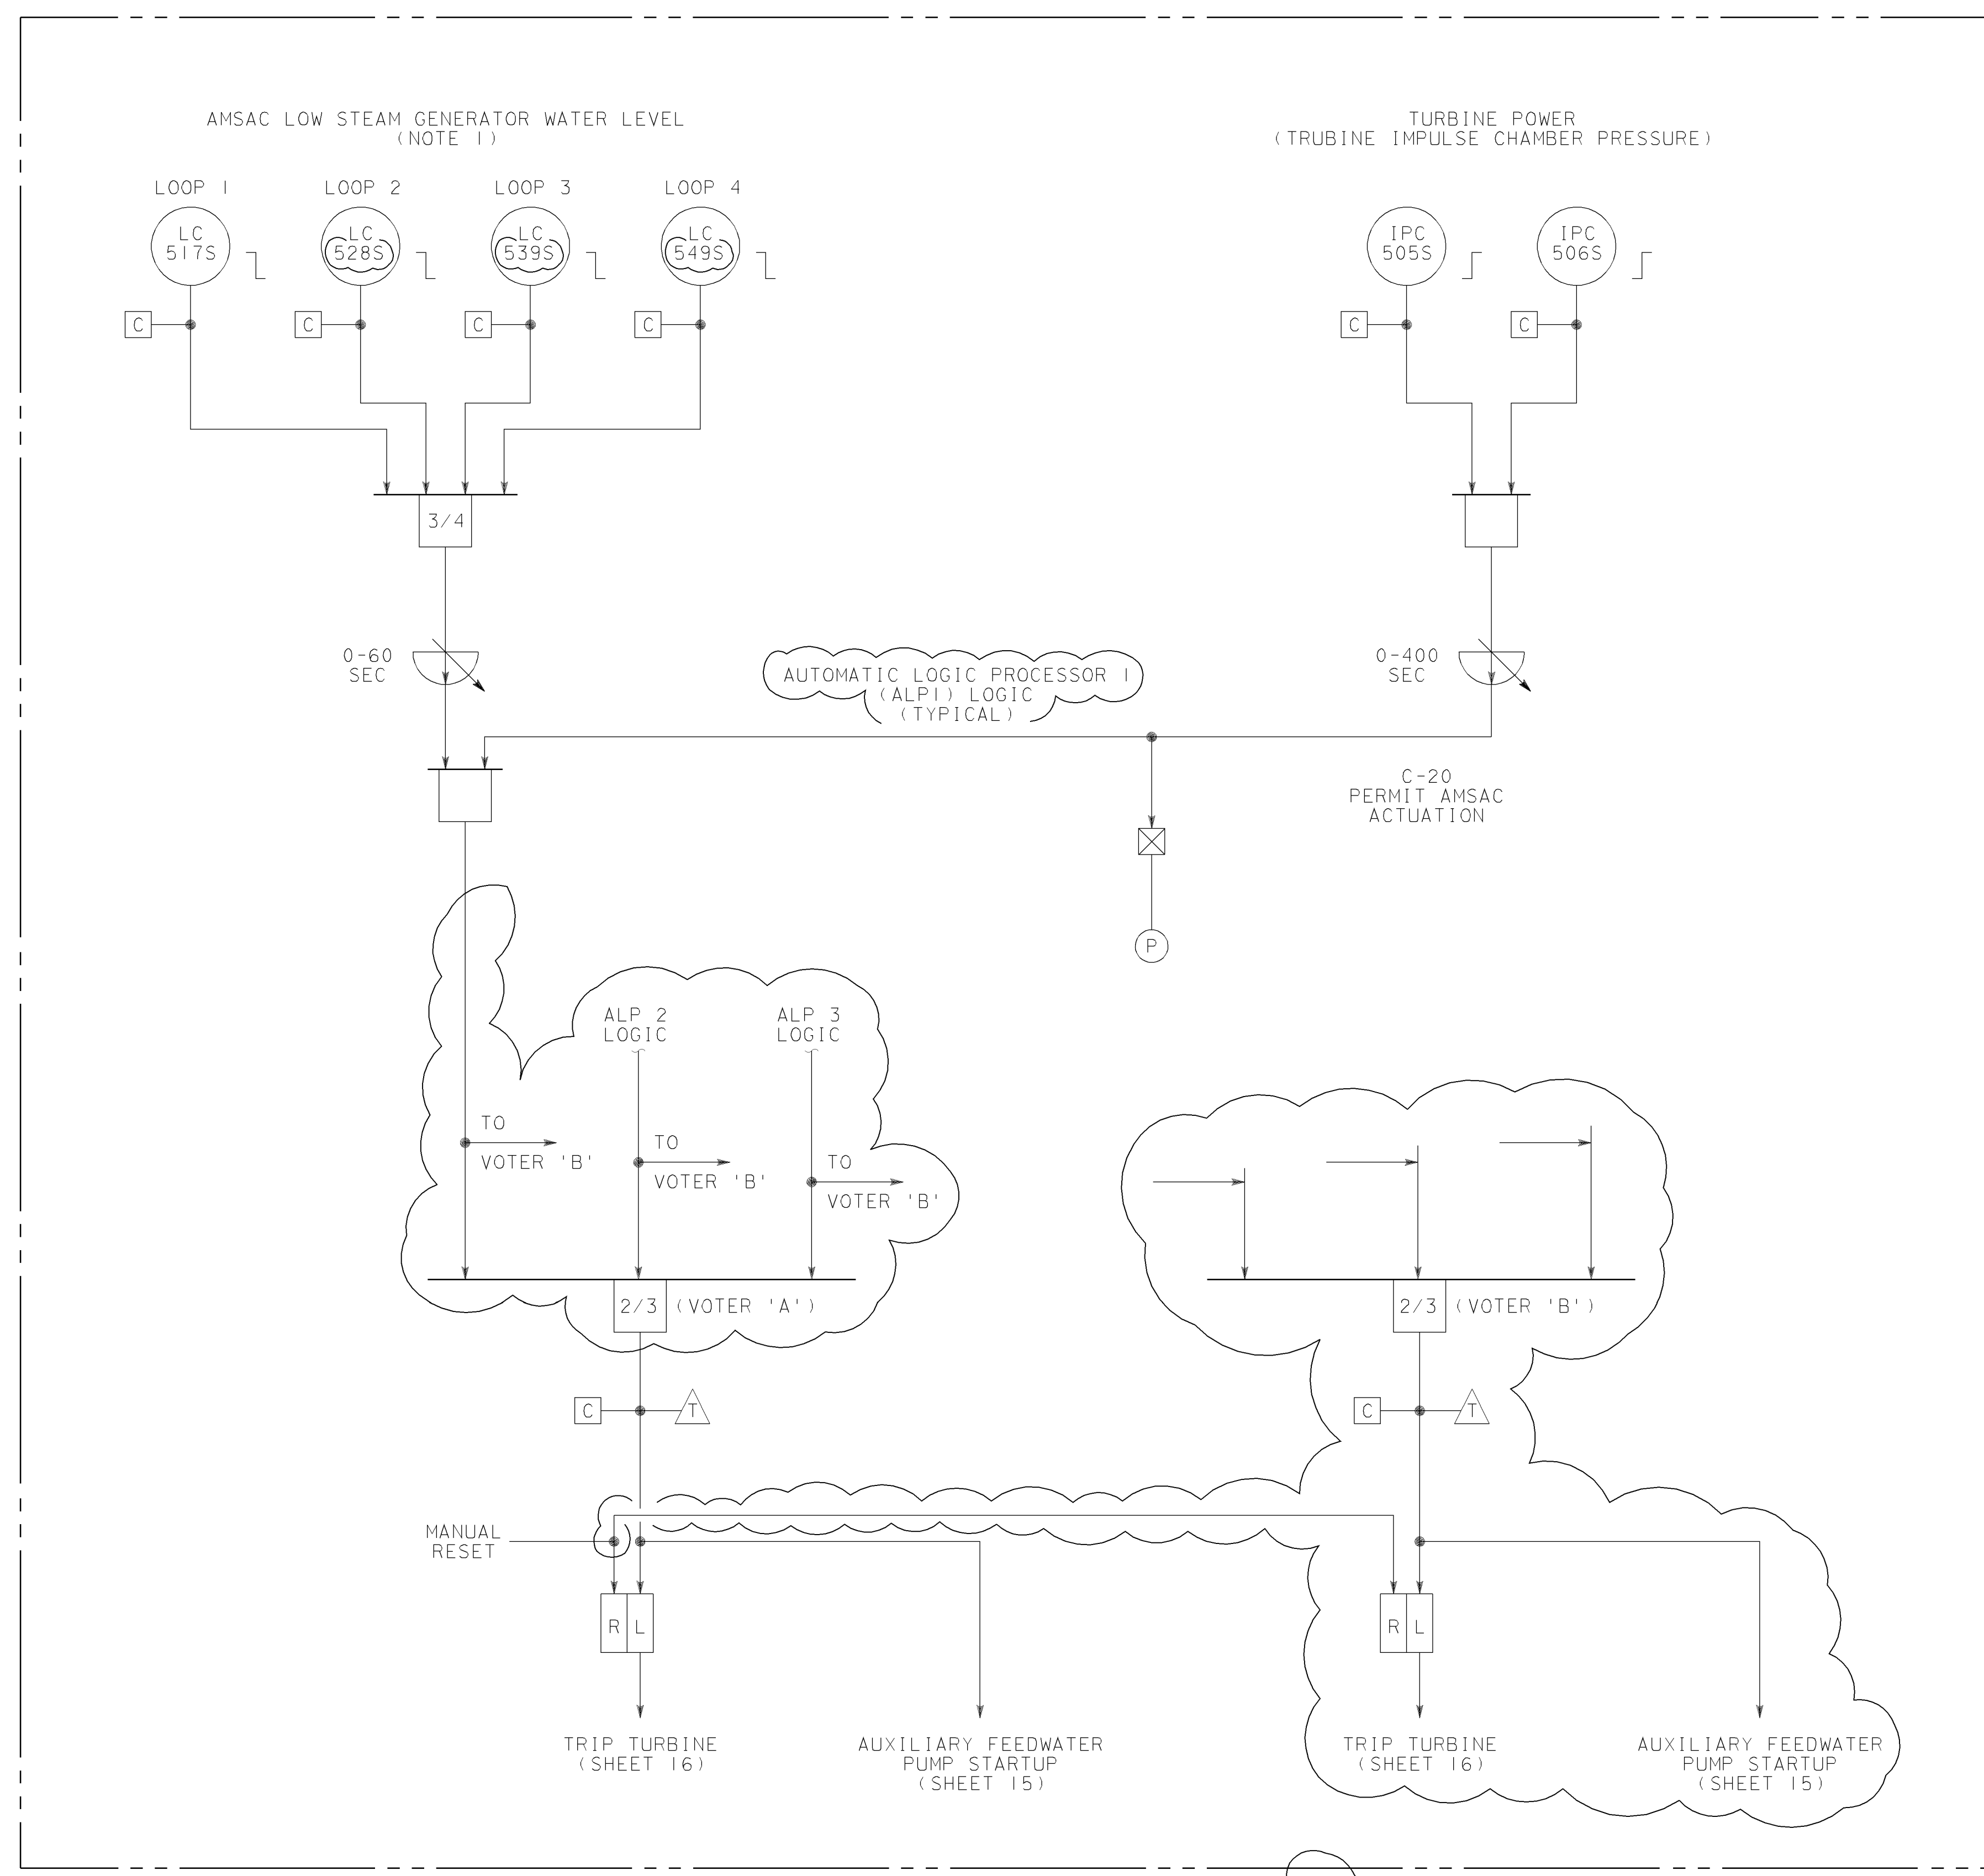 AMSAC LOW STEAM GENERATOR WATER LEVEL
(NOTE 1)
TURBINE POWER
(TRUBINE IMPULSE CHAMBER PRESSURE)
LOOP 1
LOOP 2
LOOP 3
LOOP 4
LC
517S
LC
528S
LC
539S
LC
549S
IPC
505S
IPC
506S
C
C
C
C
C
C
3/4
0-60
SEC
AUTOMATIC LOGIC PROCESSOR 1
(ALP1) LOGIC
(TYPICAL)
0-400
SEC
C-20
PERMIT AMSAC
ACTUATION
P
ALP 2
LOGIC
ALP 3
LOGIC
TO
VOTER 'B'
TO
VOTER 'B'
TO
VOTER 'B'
2/3
(VOTER 'A')
2/3
(VOTER 'B')
C
T
C
T
MANUAL
RESET
R
L
R
L
TRIP TURBINE
(SHEET 16)
AUXILIARY FEEDWATER
PUMP STARTUP
(SHEET 15)
TRIP TURBINE
(SHEET 16)
AUXILIARY FEEDWATER
PUMP STARTUP
(SHEET 15)